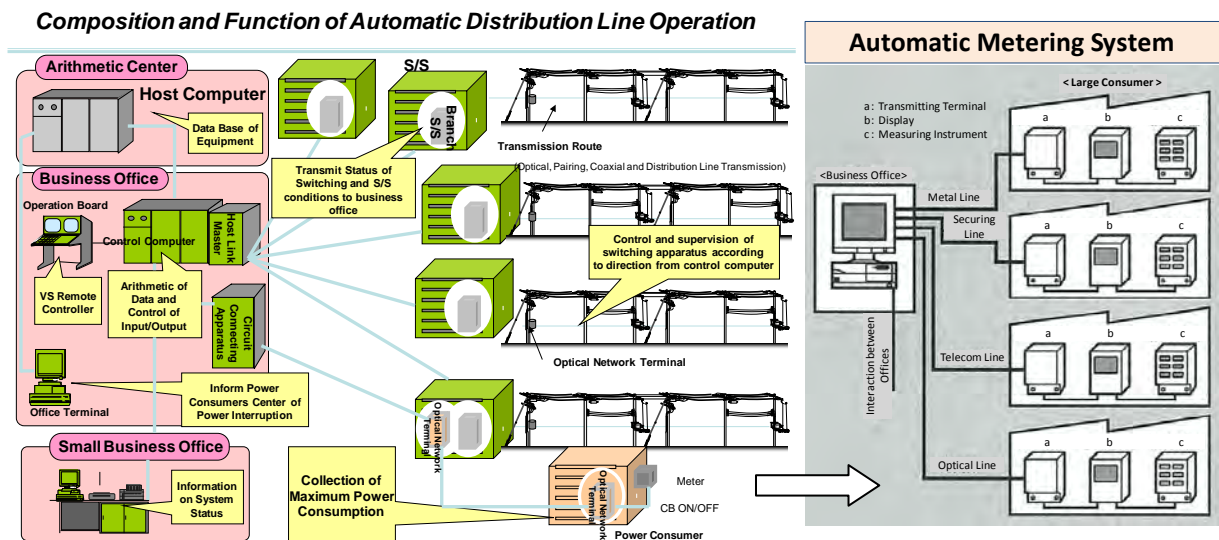 Composition and Function of Automatic Distribution Line Operation
Arithmetic Center
Host Computer
Data Base of
Equipment
Business Office
Operation Board
Control Computer
Host Link
Master
VS Remote
Controller
Arithmetic of
Data and
Control of
Input/Output
Circuit
Connecting
Apparatus
Office Terminal
Inform Power
Consumers Center of
Power Interruption
Small Business Office
Information
on System
Status
S/S
Branch
S/S
Transmit Status of
Switching and S/S
conditions to business
office
Transmission Route
(Optical, Pairing, Coaxial and Distribution Line Transmission)
Control and supervision of
switching apparatus according
to direction from control computer
Optical Network Terminal
Optical Network
Terminal
Collection of
Maximum Power
Consumption
Optical Network
Terminal
Meter
CB ON/OFF
Power Consumer
Automatic Metering System
< Large Consumer >
a : Transmitting Terminal
b : Display
c : Measuring Instrument
a b c
<Business Office>
Metal Line
Securing
Line
a b c
Interaction between
Offices
Telecom Line
a b c
Optical Line
a b c